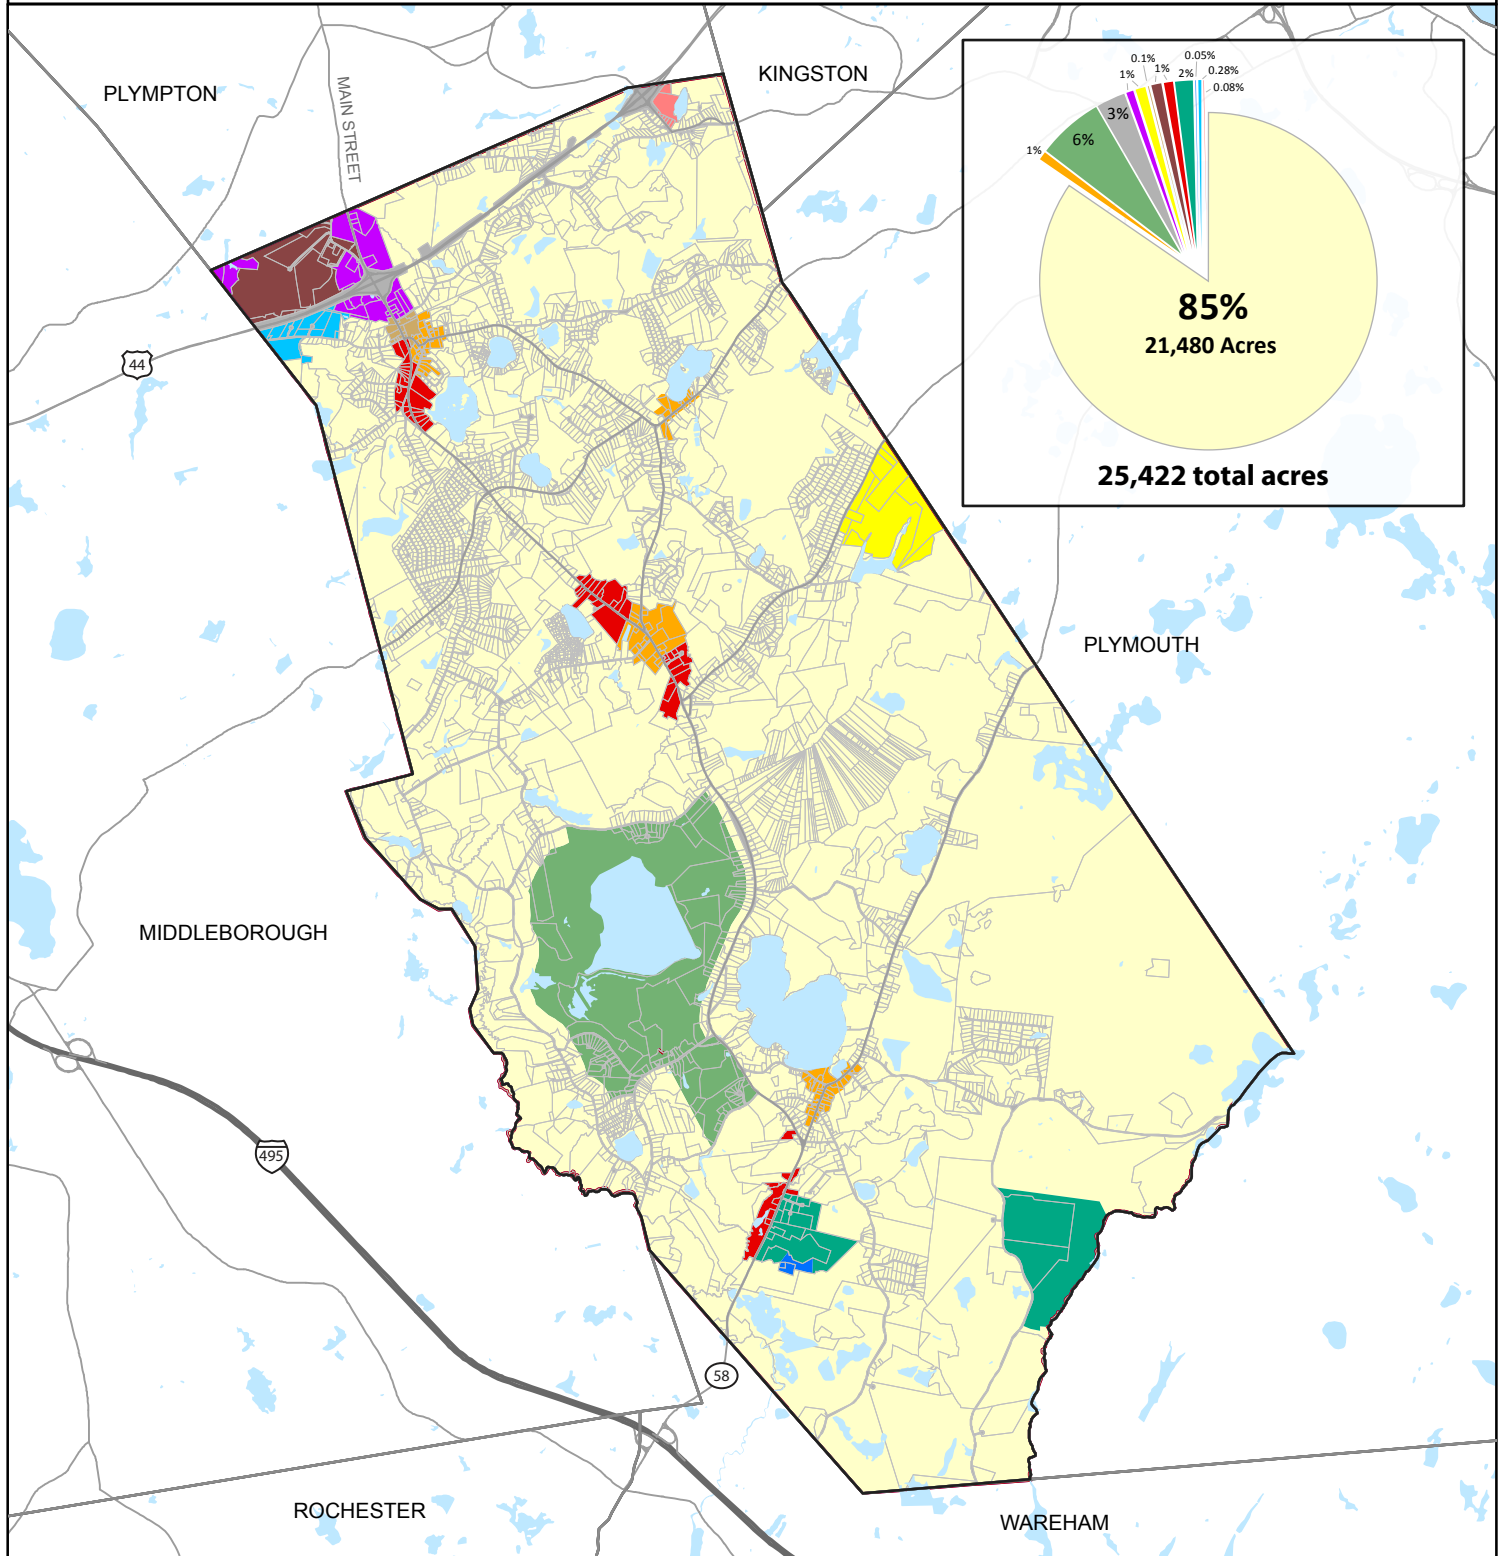 PLYMPTON
MAIN STREET
KINGSTON
0.1%
0.05%
1%
1%
2%
0.28%
0.08%
3%
6%
1%
85%
21,480 Acres
25,422 total acres
44
PLYMOUTH
MIDDLEBOROUGH
495
58
ROCHESTER
WAREHAM